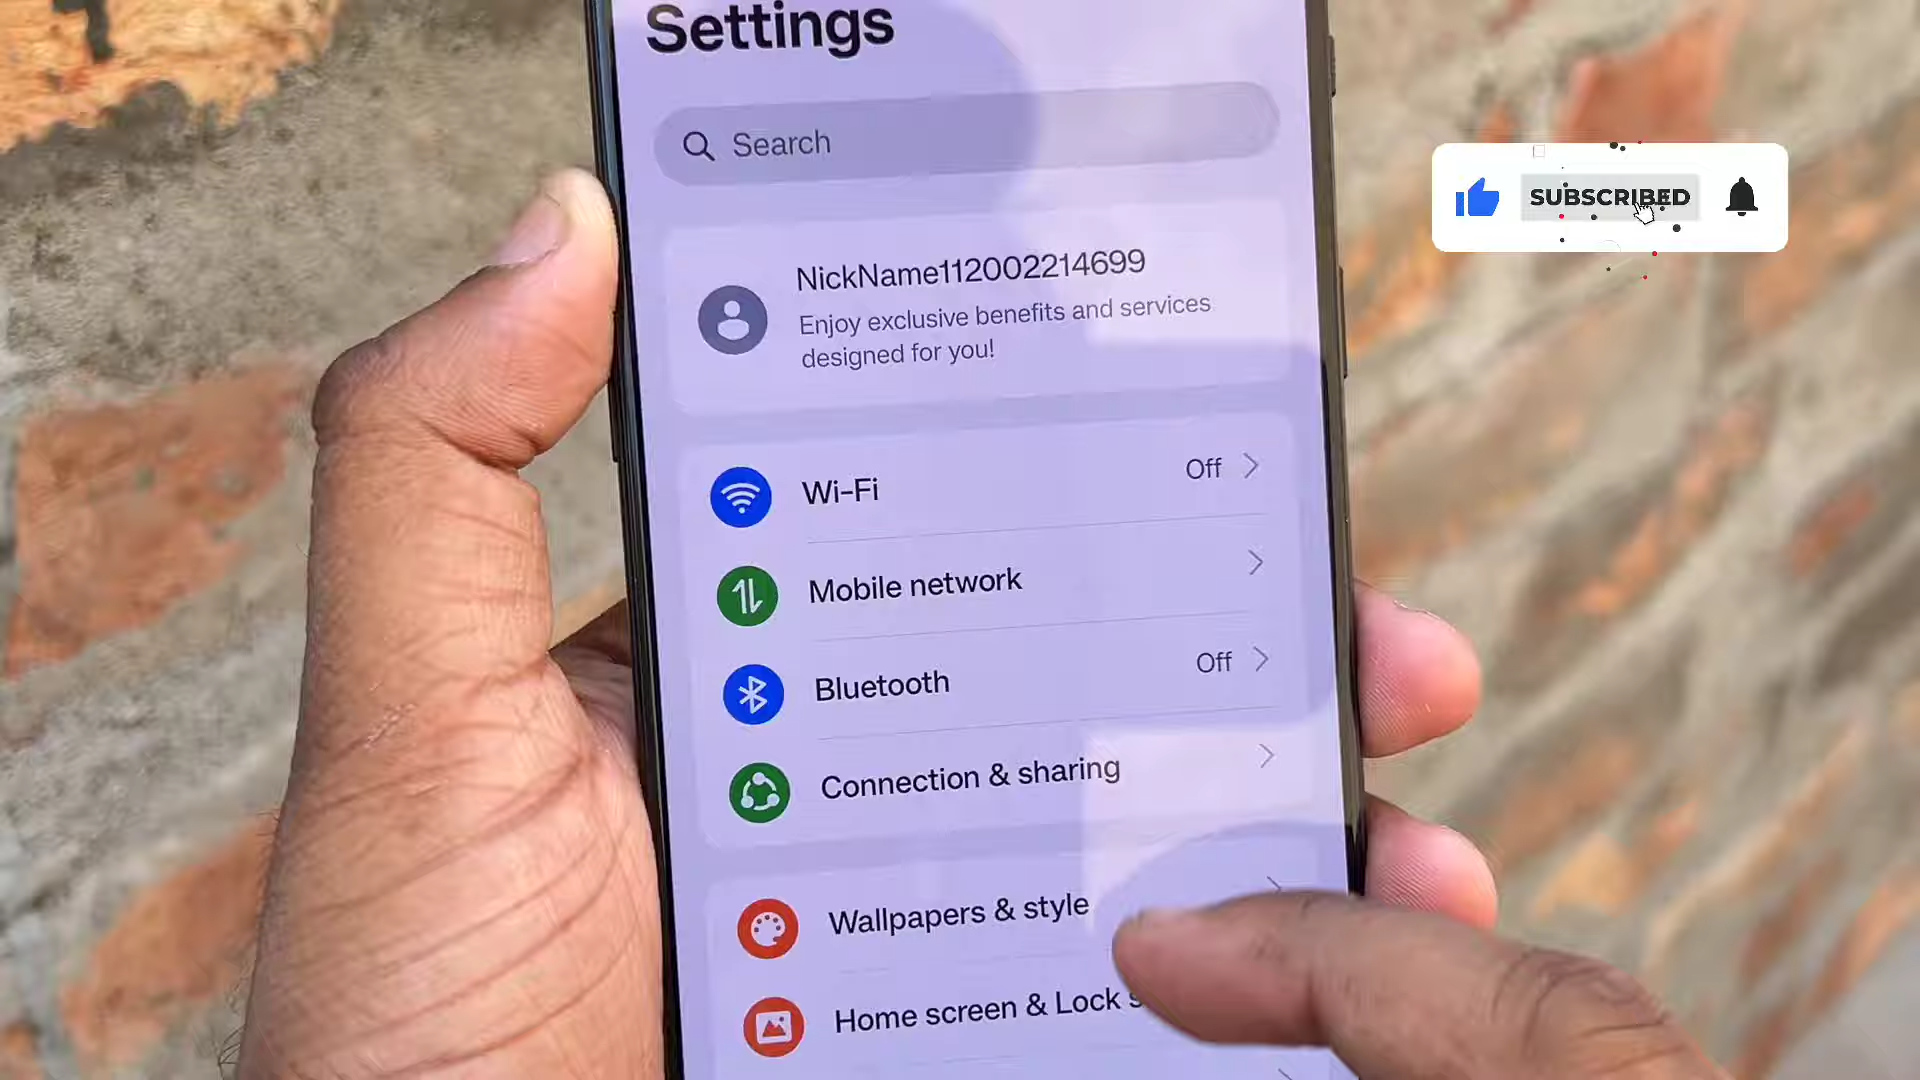 Settings
Search
SUBSCRIBED
NickName112002214699
Enjoy exclusive benefits and services
designed for you!
Wi-Fi Off
Mobile network
Bluetooth Off
Connection & sharing
Wallpapers & style
Home screen & Lock